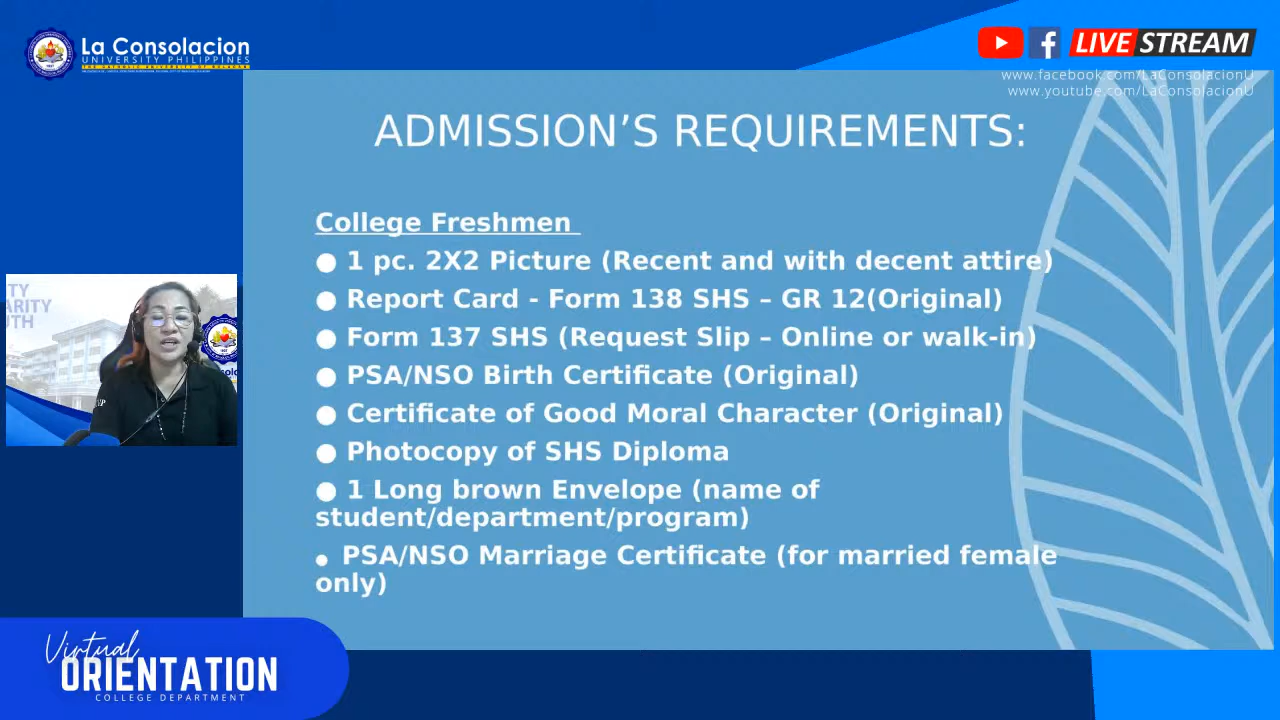 La Consolacion
UNIVERSITY PHILIPPINES
LIVE STREAM
www.facebook.com/LaConsolacionU
www.youtube.com/LaConsolacionU
ADMISSION’S REQUIREMENTS:
College Freshmen
● 1 pc. 2X2 Picture (Recent and with decent attire)
● Report Card - Form 138 SHS – GR 12(Original)
● Form 137 SHS (Request Slip – Online or walk-in)
● PSA/NSO Birth Certificate (Original)
● Certificate of Good Moral Character (Original)
● Photocopy of SHS Diploma
● 1 Long brown Envelope (name of
student/department/program)
● PSA/NSO Marriage Certificate (for married female
only)
Virtual
ORIENTATION
COLLEGE DEPARTMENT